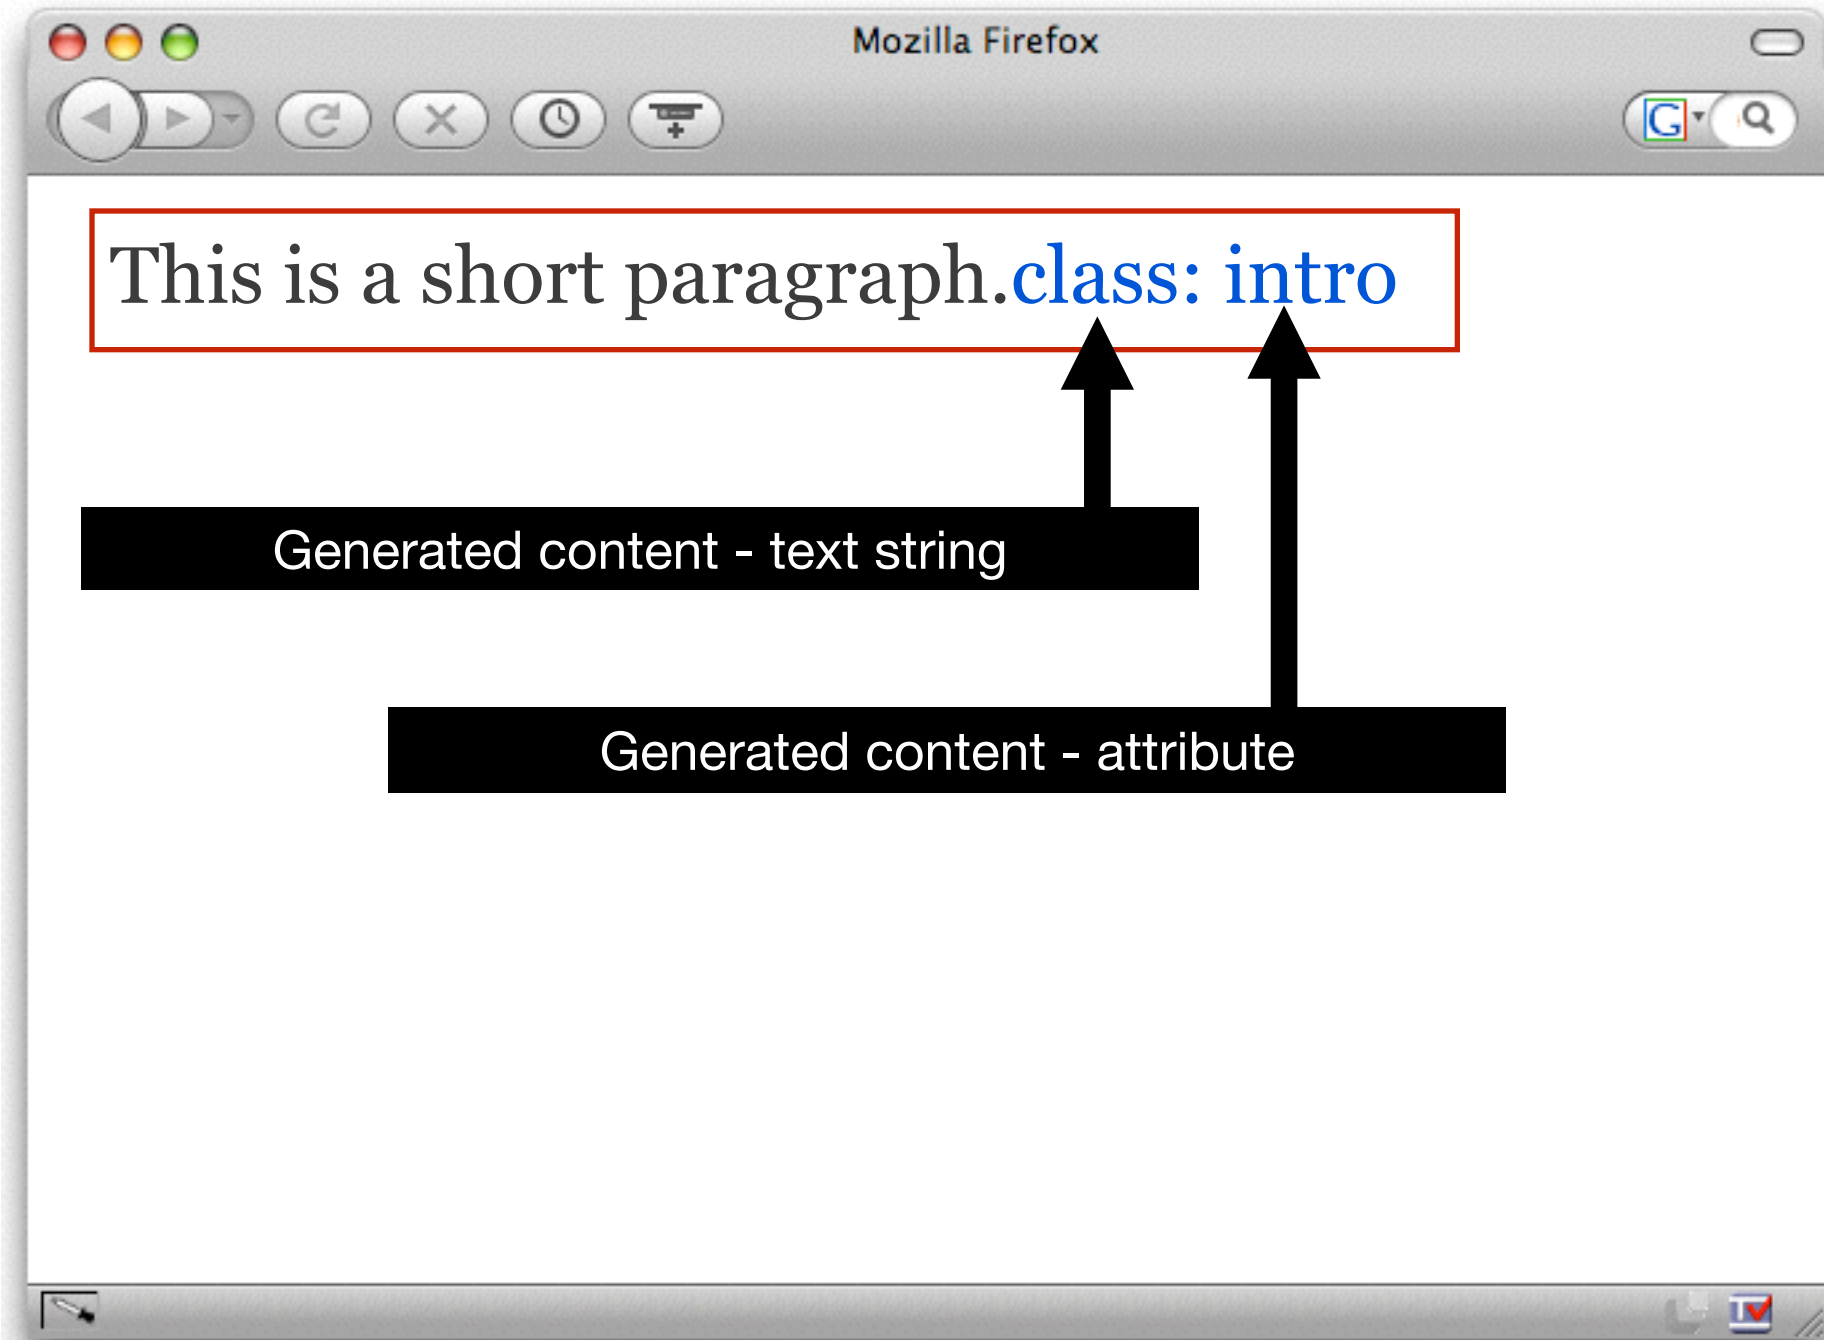 Mozilla Firefox
G
This is a short paragraph.class: intro
Generated content - text string
Generated content - attribute